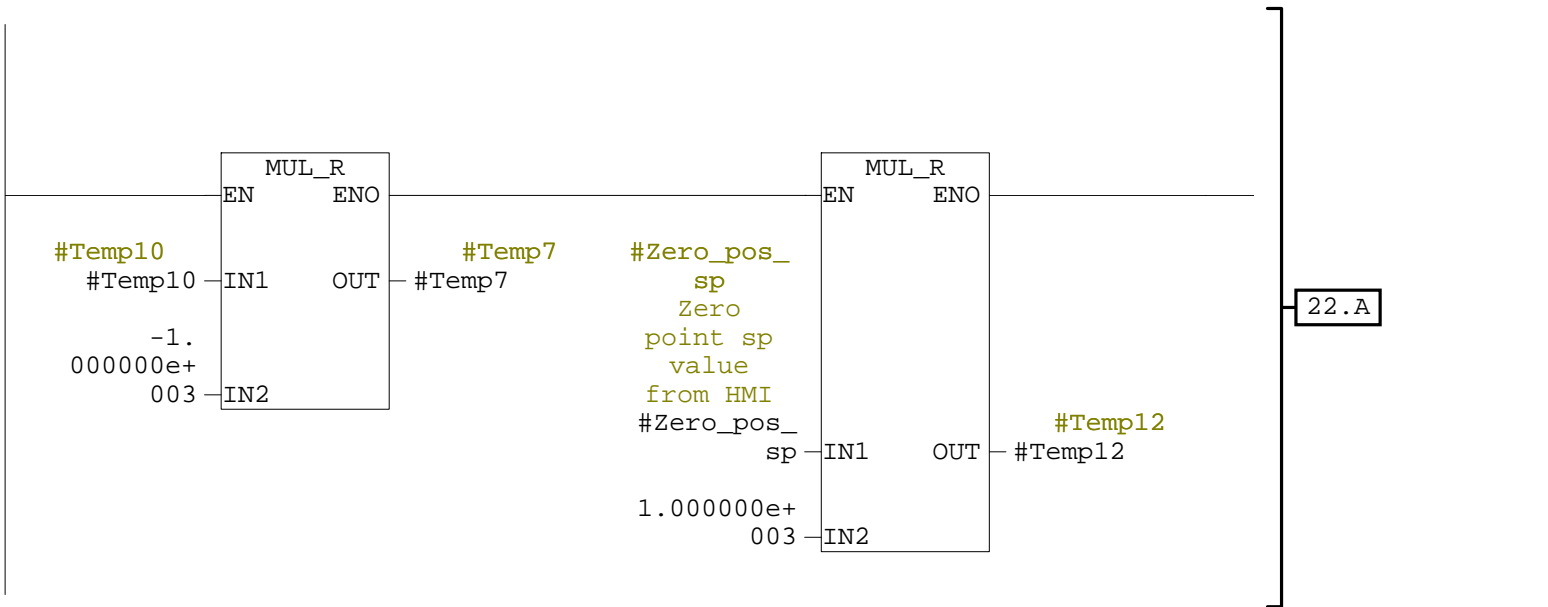 MUL_R
EN ENO
#Temp10
#Temp10
IN1 OUT
#Temp7
#Temp7
-1.
000000e+
003
IN2
MUL_R
EN ENO
#Zero_pos_
sp
Zero
point sp
value
from HMI
#Zero_pos_
sp
IN1 OUT
#Temp12
#Temp12
1.000000e+
003
IN2
22.A